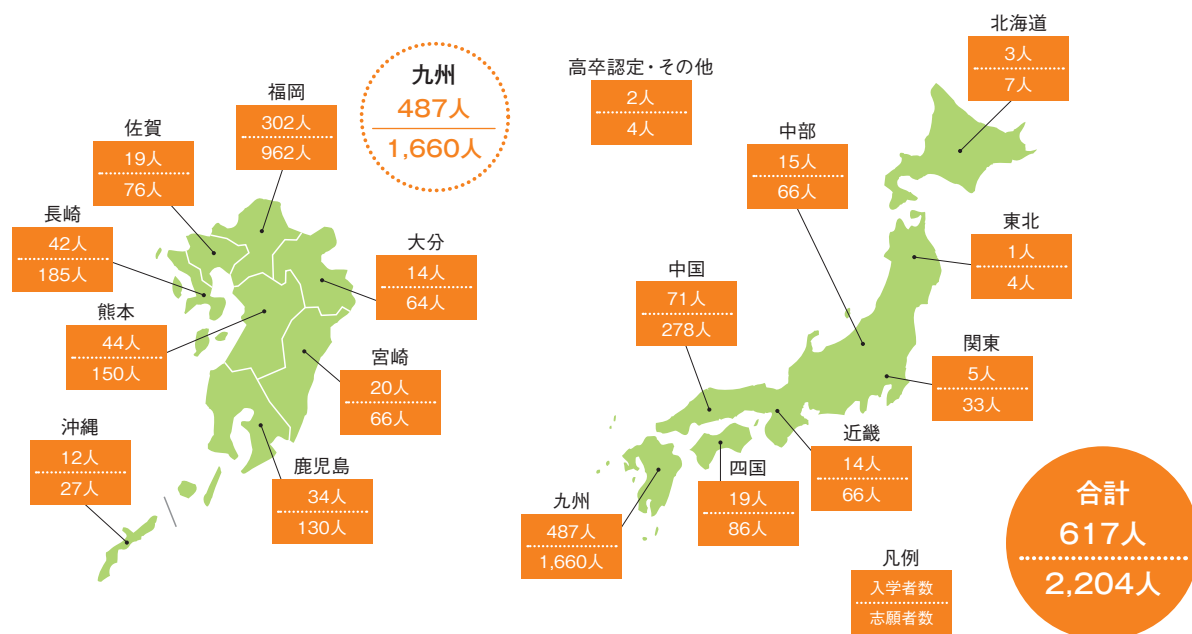 九州
487人
1,660人
福岡
302人
962人
佐賀
19人
76人
長崎
42人
185人
熊本
44人
150人
大分
14人
64人
宮崎
20人
66人
鹿児島
34人
130人
沖縄
12人
27人
高卒認定・その他
2人
4人
北海道
3人
7人
東北
1人
4人
中部
15人
66人
関東
5人
33人
中国
71人
278人
近畿
14人
66人
四国
19人
86人
九州
487人
1,660人
凡例
入学者数
志願者数
合計
617人
2,204人